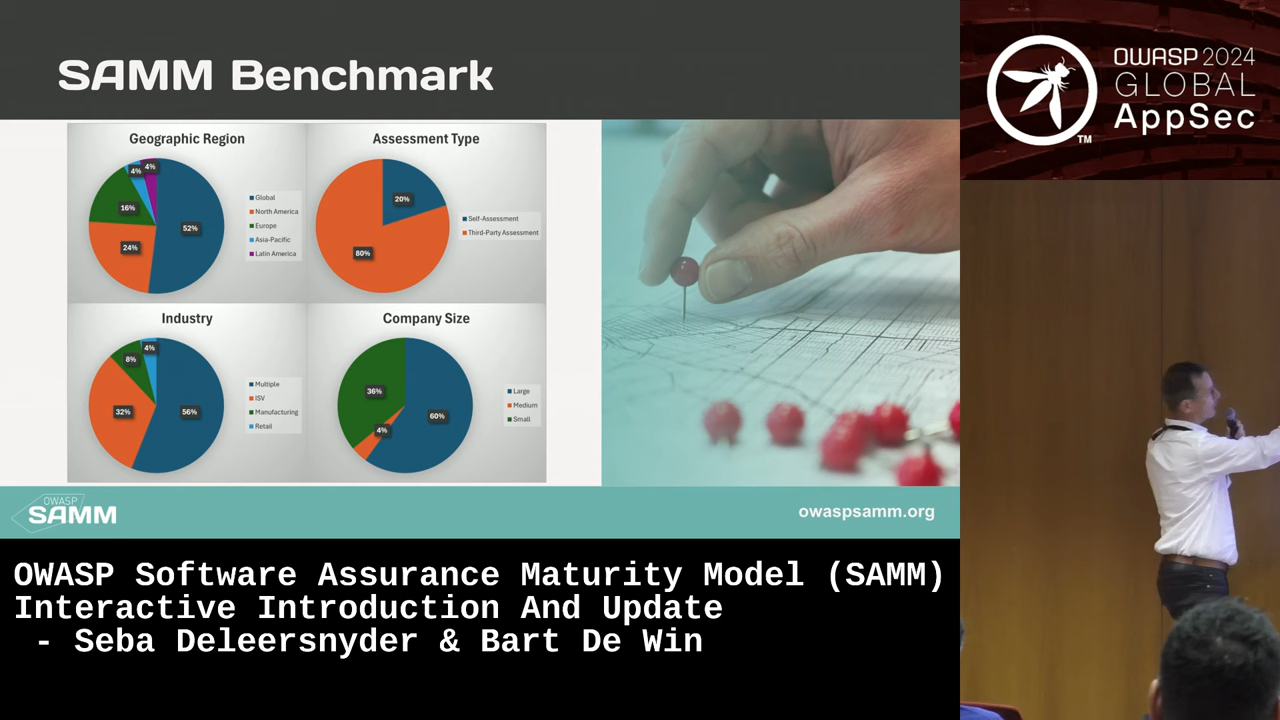 SAMM Benchmark
Geographic Region
4%
4%
16%
52%
24%
Global
North America
Europe
Asia-Pacific
Latin America
Assessment Type
20%
80%
Self-Assessment
Third-Party Assessment
Industry
4%
8%
32%
56%
Multiple
ISV
Manufacturing
Retail
Company Size
36%
60%
4%
Large
Medium
Small
OWASP
SAMM
owaspsamm.org
OWASP 2024
GLOBAL
AppSec
TM
OWASP Software Assurance Maturity Model (SAMM)
Interactive Introduction And Update
- Seba Deleersnyder & Bart De Win